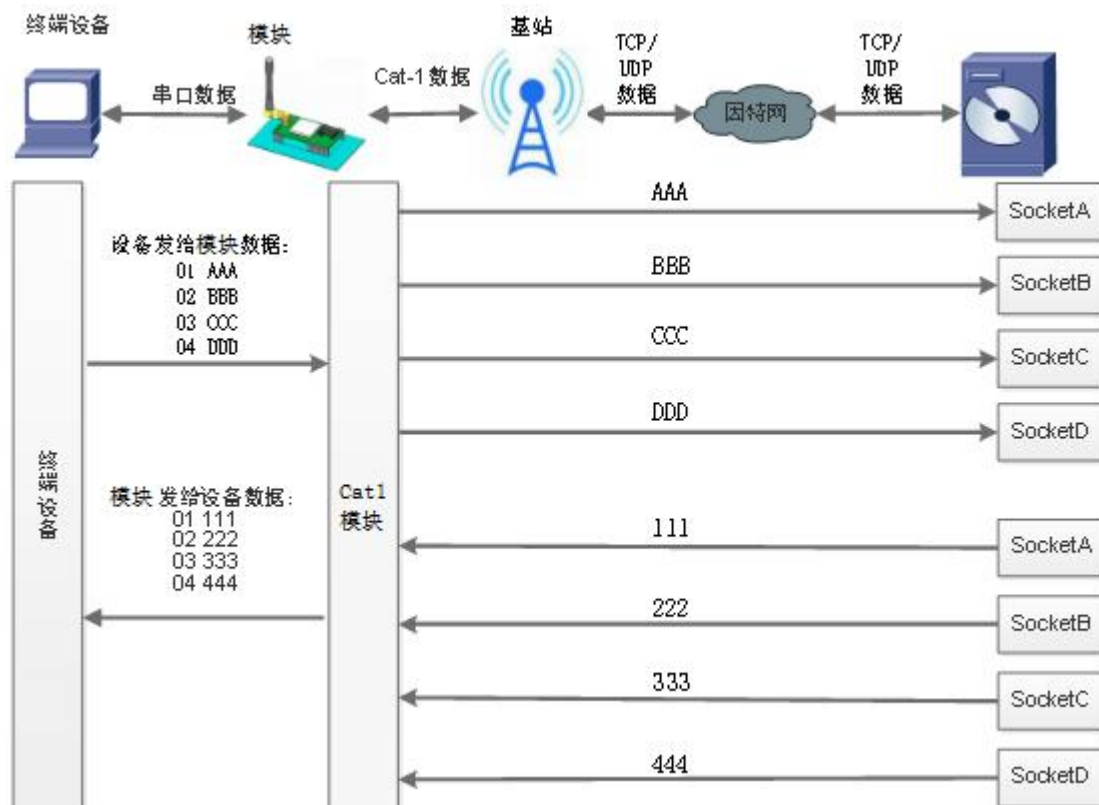 终端设备
模块
基站
TCP/
UDP
数据
TCP/
UDP
数据
串口数据
Cat-1 数据
因特网
设备发给模块数据：
01 AAA
02 BBB
03 CCC
04 DDD
AAA
SocketA
BBB
SocketB
CCC
SocketC
DDD
SocketD
终端设备
模块 发给设备数据：
01 111
02 222
03 333
04 444
Cat1
模块
111
SocketA
222
SocketB
333
SocketC
444
SocketD